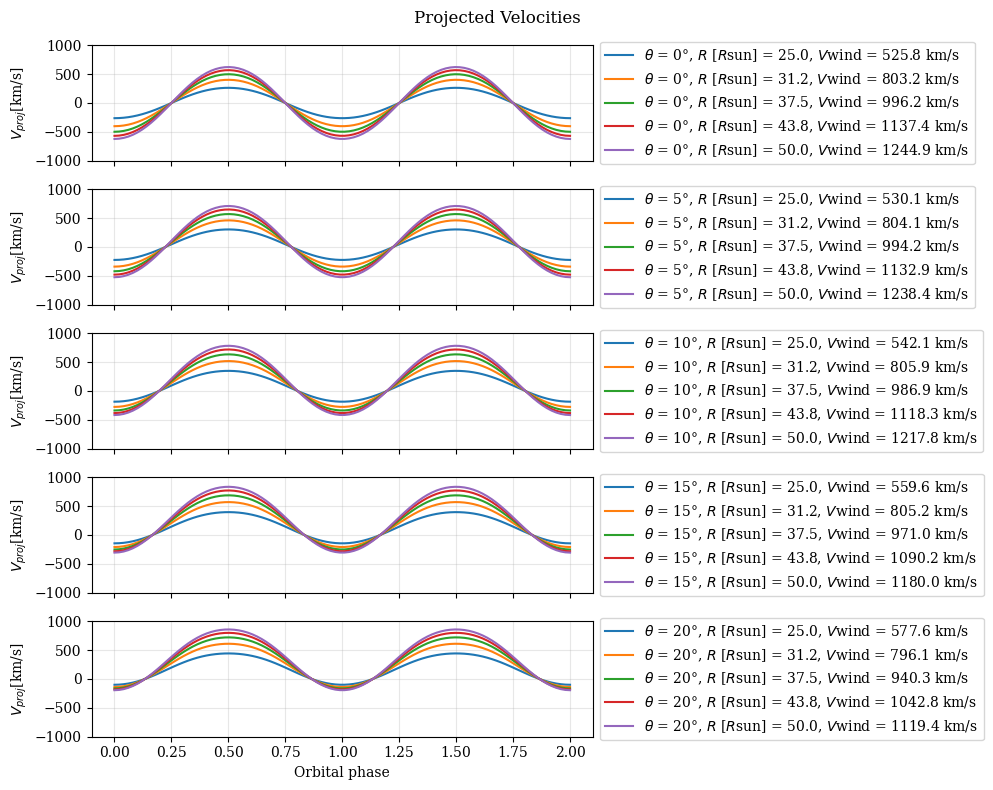 Projected Velocities
1000
500
0
−500
−1000
V_proj[km/s]
θ = 0°, R [Rsun] = 25.0, Vwind = 525.8 km/s
θ = 0°, R [Rsun] = 31.2, Vwind = 803.2 km/s
θ = 0°, R [Rsun] = 37.5, Vwind = 996.2 km/s
θ = 0°, R [Rsun] = 43.8, Vwind = 1137.4 km/s
θ = 0°, R [Rsun] = 50.0, Vwind = 1244.9 km/s
1000
500
0
−500
−1000
V_proj[km/s]
θ = 5°, R [Rsun] = 25.0, Vwind = 530.1 km/s
θ = 5°, R [Rsun] = 31.2, Vwind = 804.1 km/s
θ = 5°, R [Rsun] = 37.5, Vwind = 994.2 km/s
θ = 5°, R [Rsun] = 43.8, Vwind = 1132.9 km/s
θ = 5°, R [Rsun] = 50.0, Vwind = 1238.4 km/s
1000
500
0
−500
−1000
V_proj[km/s]
θ = 10°, R [Rsun] = 25.0, Vwind = 542.1 km/s
θ = 10°, R [Rsun] = 31.2, Vwind = 805.9 km/s
θ = 10°, R [Rsun] = 37.5, Vwind = 986.9 km/s
θ = 10°, R [Rsun] = 43.8, Vwind = 1118.3 km/s
θ = 10°, R [Rsun] = 50.0, Vwind = 1217.8 km/s
1000
500
0
−500
−1000
V_proj[km/s]
θ = 15°, R [Rsun] = 25.0, Vwind = 559.6 km/s
θ = 15°, R [Rsun] = 31.2, Vwind = 805.2 km/s
θ = 15°, R [Rsun] = 37.5, Vwind = 971.0 km/s
θ = 15°, R [Rsun] = 43.8, Vwind = 1090.2 km/s
θ = 15°, R [Rsun] = 50.0, Vwind = 1180.0 km/s
1000
500
0
−500
−1000
V_proj[km/s]
θ = 20°, R [Rsun] = 25.0, Vwind = 577.6 km/s
θ = 20°, R [Rsun] = 31.2, Vwind = 796.1 km/s
θ = 20°, R [Rsun] = 37.5, Vwind = 940.3 km/s
θ = 20°, R [Rsun] = 43.8, Vwind = 1042.8 km/s
θ = 20°, R [Rsun] = 50.0, Vwind = 1119.4 km/s
0.00 0.25 0.50 0.75 1.00 1.25 1.50 1.75 2.00
Orbital phase